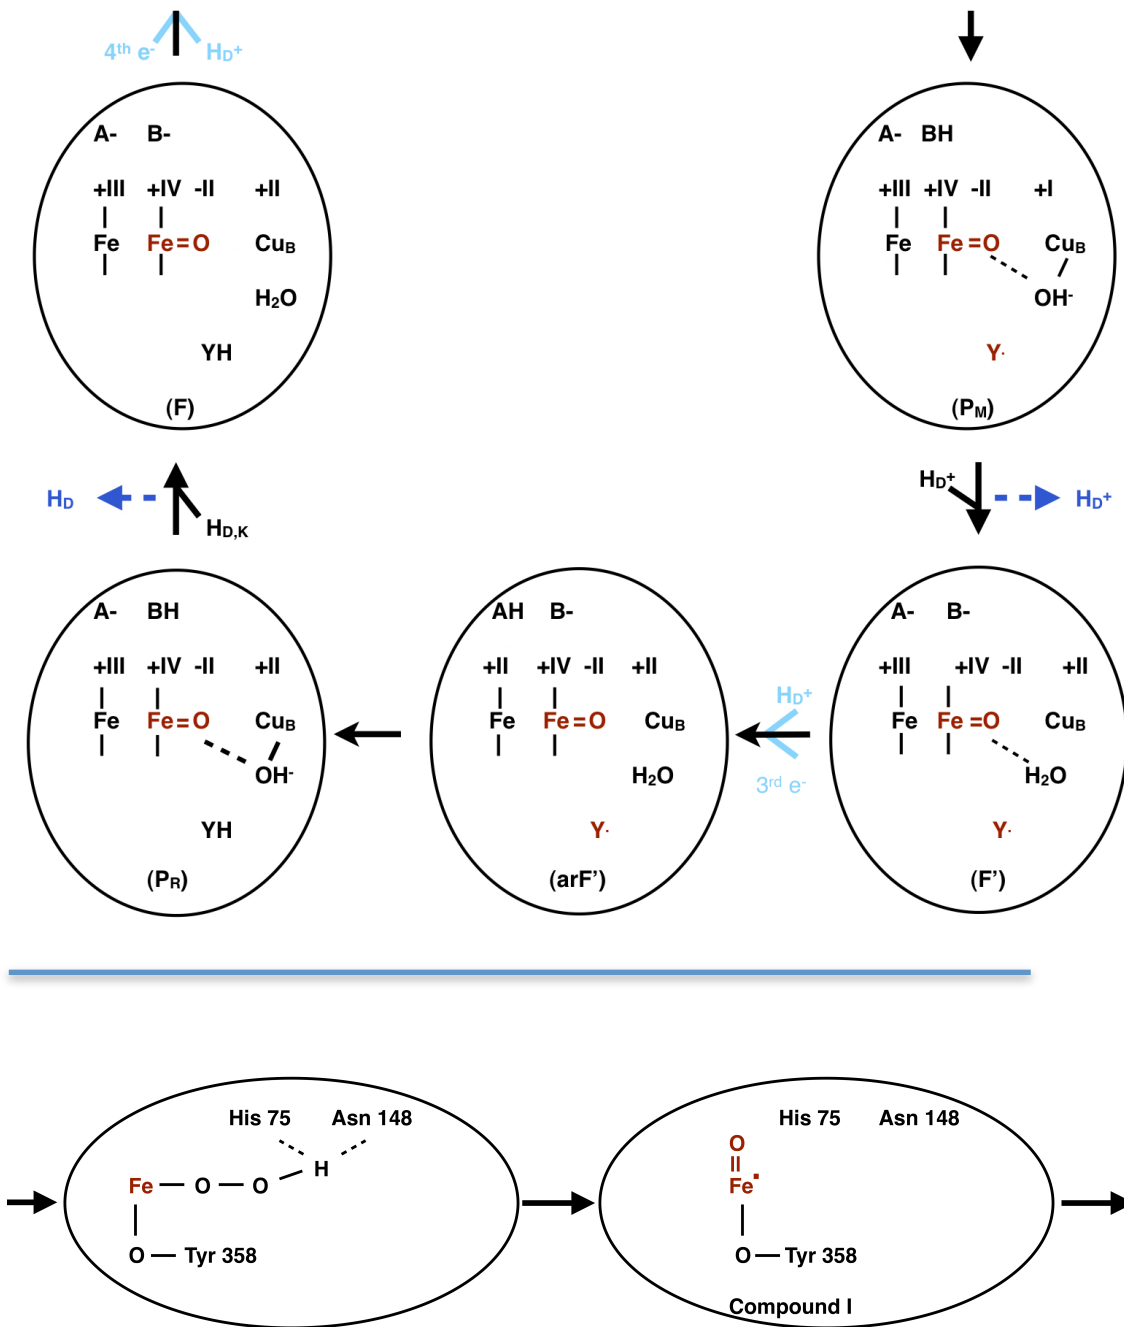 4th e- HD+
A- B-
+III +IV -II +II
Fe Fe=O CuB
H2O
YH
(F)
A- BH
+III +IV -II +I
Fe Fe=O CuB
OH-
Y·
(PM)
HD HD,K
HD+ HD+
A- BH
+III +IV -II +II
Fe Fe=O CuB
OH-
YH
(PR)
AH B-
+II +IV -II +II
Fe Fe=O CuB
H2O
Y·
(arF’)
HD+
3rd e-
A- B-
+III +IV -II +II
Fe Fe=O CuB
H2O
Y·
(F’)
His 75 Asn 148
H
Fe — O — O
O — Tyr 358
His 75 Asn 148
O
Fe·
O — Tyr 358
Compound I